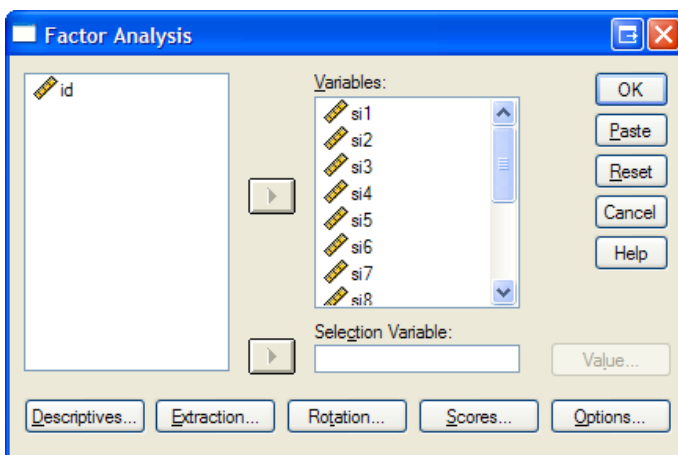 Factor Analysis
id
Variables:
si1
si2
si3
si4
si5
si6
si7
si8
Selection Variable:
OK
Paste
Reset
Cancel
Help
Value...
Descriptives...
Extraction...
Rotation...
Scores...
Options...